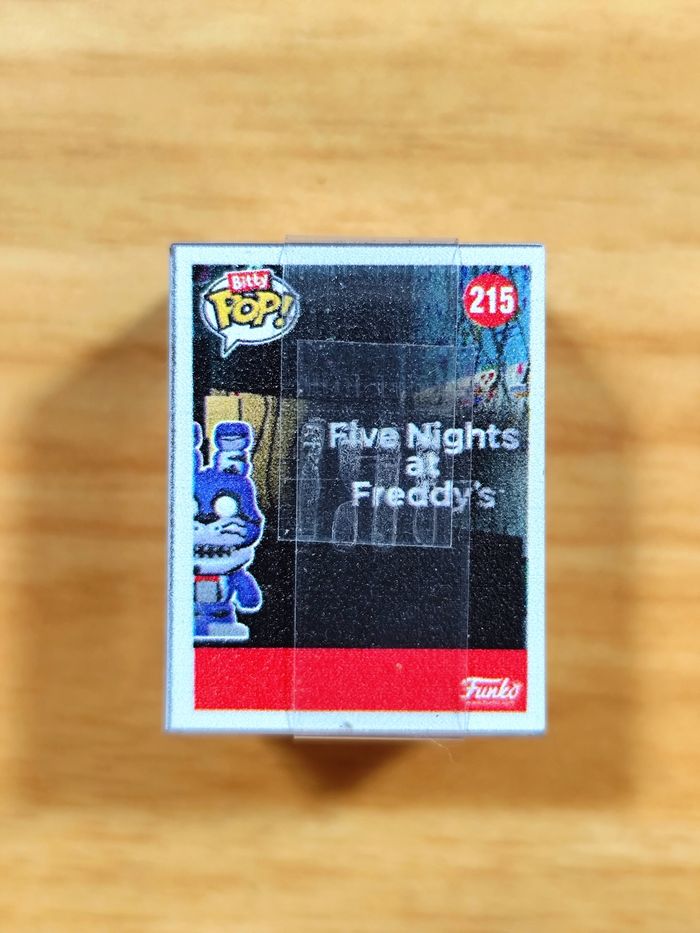 Bitty
POP!
215
Five Nights
at
Freddy's
Funko